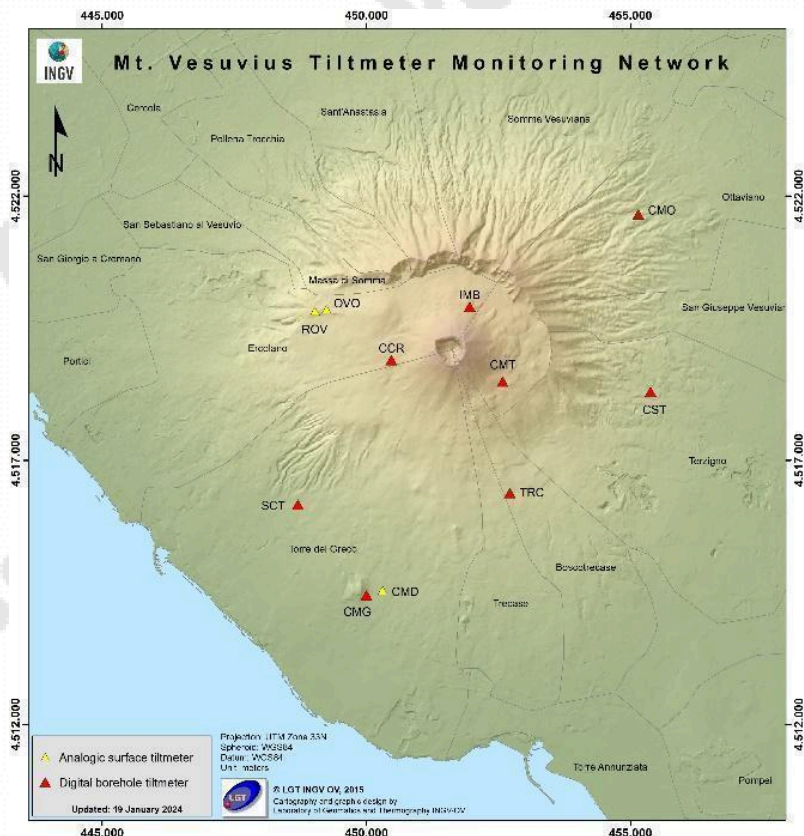 445.000 450.000 455.000
INGV
Mt. Vesuvius Tiltmeter Monitoring Network
Cercola
Sant'Anastasia
Somma Vesuviana
Pollena Trocchia
N
4.522.000
4.522.000
Ottaviano
CMO
San Sebastiano al Vesuvio
San Giorgio a Cremano
Massa di Somma
OVO
IMB
San Giuseppe Vesuvian
ROV
Ercolano
CCR
Portici
CMT
CST
4.517.000
4.517.000
Terzigno
TRC
SCT
Torre del Greco
Boscotrecase
CMD
CMG
Trecase
4.512.000
4.512.000
Analogic surface tiltmeter
Digital borehole tiltmeter
Updated: 19 January 2024
Projection: UTM Zone 33N
Spheroid: WGS84
Datum: WGS84
Unit: meters
LGT
© LGT INGV OV, 2015
Cartography and graphic design by
Laboratory of Geomatics and Thermography INGV-OV
Torre Annunziata
Pompei
445.000 450.000 455.000